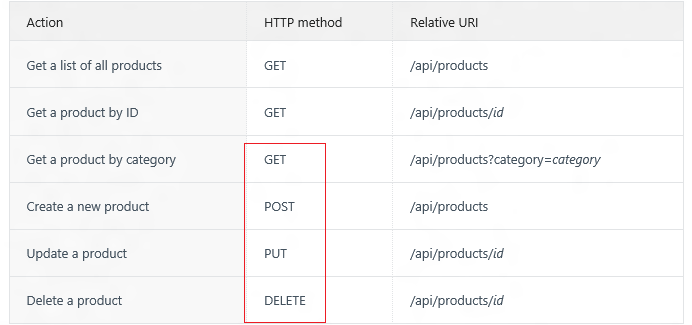 Action HTTP method Relative URI
Get a list of all products GET /api/products
Get a product by ID GET /api/products/id
Get a product by category GET /api/products?category=category
Create a new product POST /api/products
Update a product PUT /api/products/id
Delete a product DELETE /api/products/id